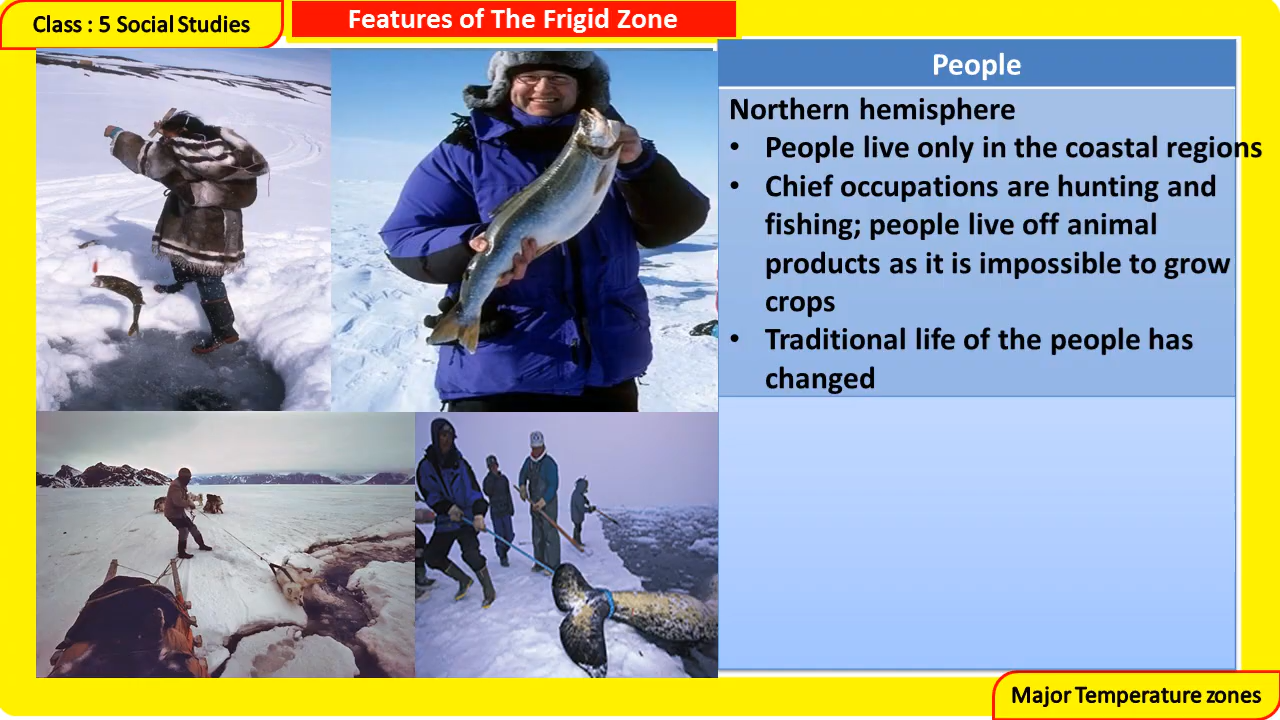 Class : 5 Social Studies
Features of The Frigid Zone
People
Northern hemisphere
• People live only in the coastal regions
• Chief occupations are hunting and
fishing; people live off animal
products as it is impossible to grow
crops
• Traditional life of the people has
changed
Major Temperature zones